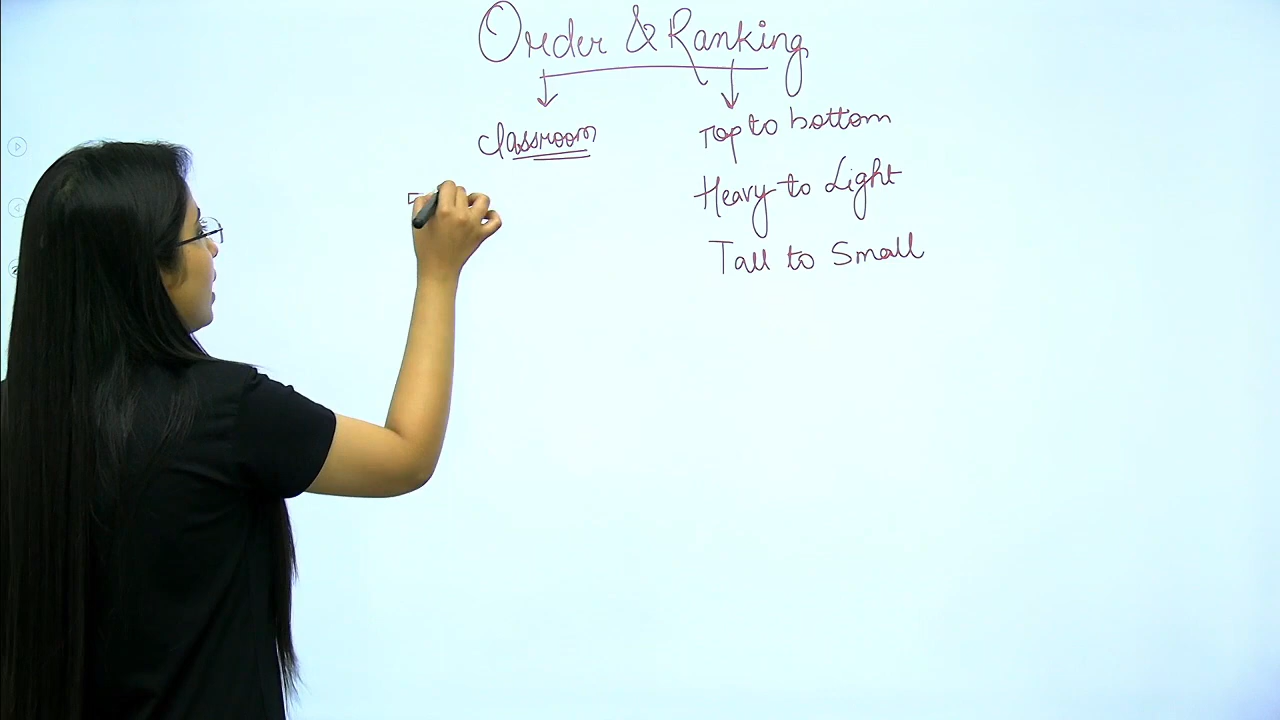 Order & Ranking
Classroom
Top to bottom
Heavy to Light
Tall to Small